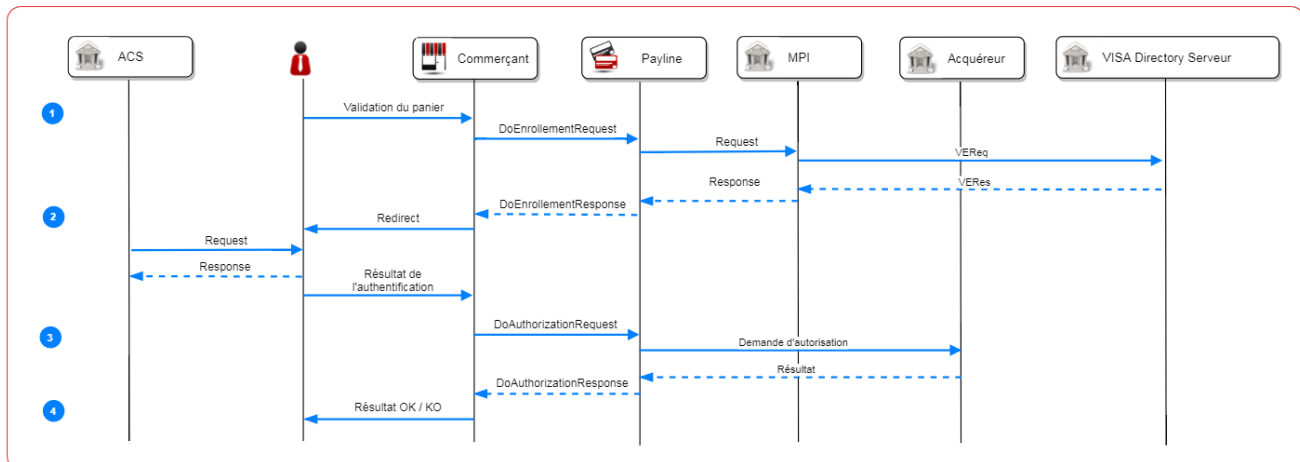 ACS
Commerçant
Payline
MPI
Acquéreur
VISA Directory Serveur
1
Validation du panier
DoEnrollementRequest
Request
VEReq
VERes
Response
DoEnrollementResponse
2
Redirect
Request
Response
Résultat de
l'authentification
3
DoAuthorizationRequest
Demande d'autorisation
Résultat
DoAuthorizationResponse
4
Résultat OK / KO